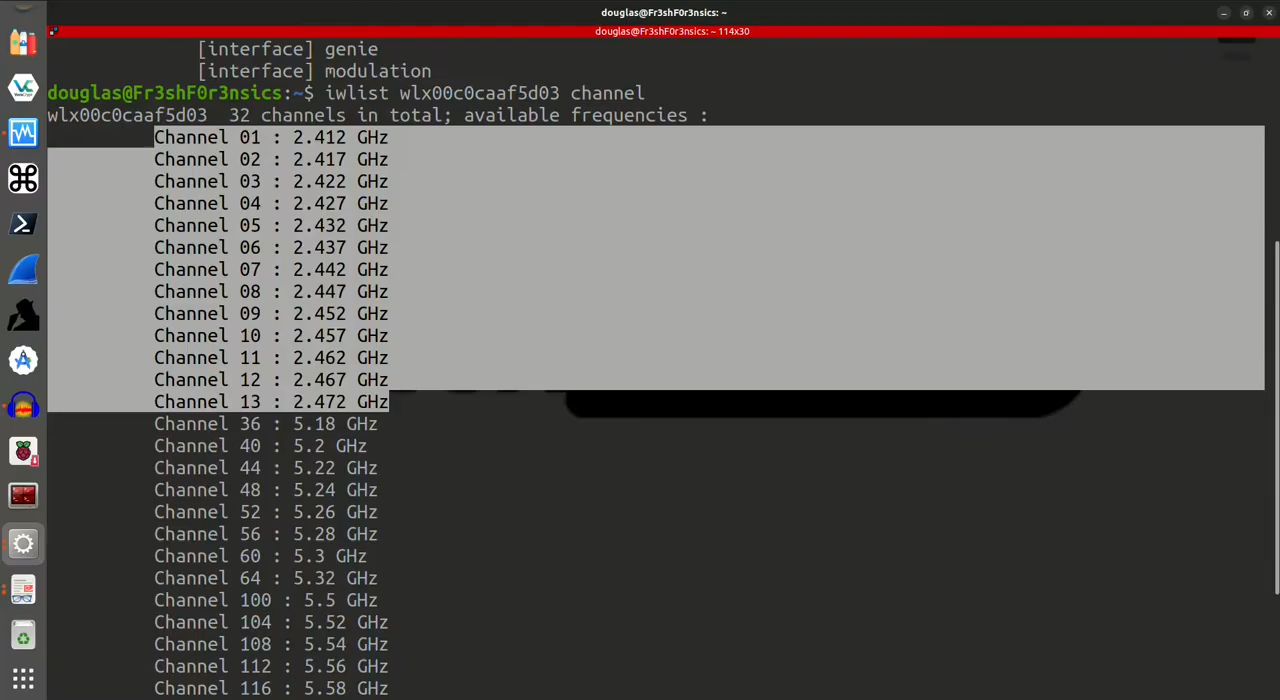 douglas@Fr3shF0r3nsics: ~
douglas@Fr3shF0r3nsics: ~ 114x30
[interface] genie
[interface] modulation
douglas@Fr3shF0r3nsics:~$ iwlist wlx00c0caaf5d03 channel
wlx00c0caaf5d03  32 channels in total; available frequencies :
Channel 01 : 2.412 GHz
Channel 02 : 2.417 GHz
Channel 03 : 2.422 GHz
Channel 04 : 2.427 GHz
Channel 05 : 2.432 GHz
Channel 06 : 2.437 GHz
Channel 07 : 2.442 GHz
Channel 08 : 2.447 GHz
Channel 09 : 2.452 GHz
Channel 10 : 2.457 GHz
Channel 11 : 2.462 GHz
Channel 12 : 2.467 GHz
Channel 13 : 2.472 GHz
Channel 36 : 5.18 GHz
Channel 40 : 5.2 GHz
Channel 44 : 5.22 GHz
Channel 48 : 5.24 GHz
Channel 52 : 5.26 GHz
Channel 56 : 5.28 GHz
Channel 60 : 5.3 GHz
Channel 64 : 5.32 GHz
Channel 100 : 5.5 GHz
Channel 104 : 5.52 GHz
Channel 108 : 5.54 GHz
Channel 112 : 5.56 GHz
Channel 116 : 5.58 GHz